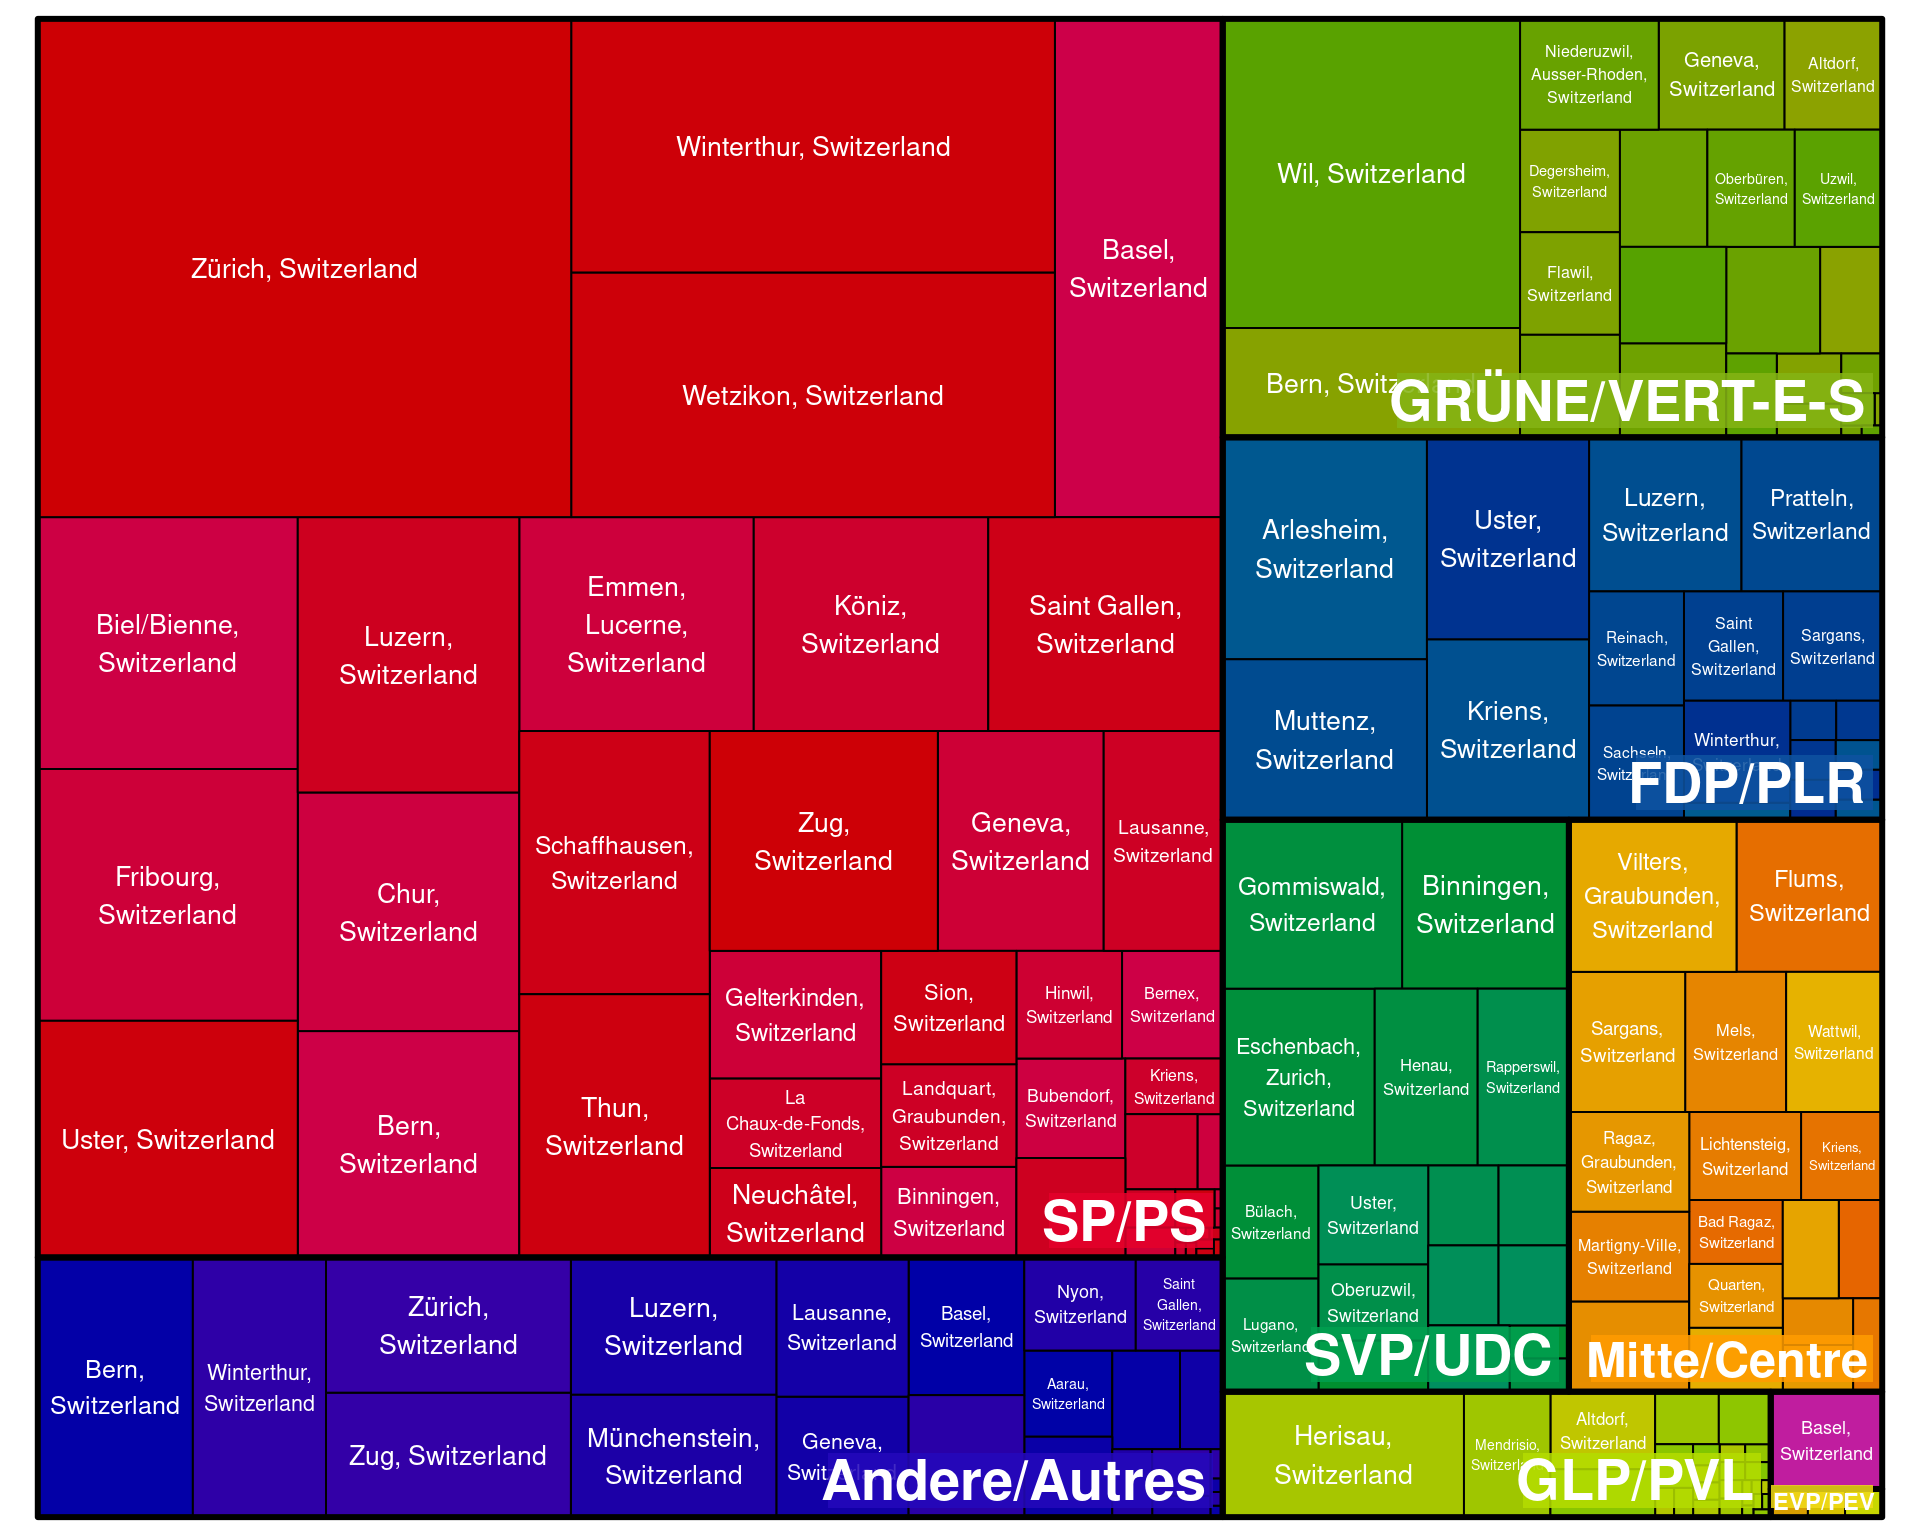 Zürich, Switzerland
Winterthur, Switzerland
Wetzikon, Switzerland
Basel,
Switzerland
Biel/Bienne,
Switzerland
Fribourg,
Switzerland
Uster, Switzerland
Luzern,
Switzerland
Chur,
Switzerland
Bern,
Switzerland
Emmen,
Lucerne,
Switzerland
Köniz,
Switzerland
Saint Gallen,
Switzerland
Schaffhausen,
Switzerland
Thun,
Switzerland
Zug,
Switzerland
Geneva,
Switzerland
Lausanne,
Switzerland
Gelterkinden,
Switzerland
La
Chaux-de-Fonds,
Switzerland
Neuchâtel,
Switzerland
Sion,
Switzerland
Landquart,
Graubunden,
Switzerland
Binningen,
Switzerland
Hinwil,
Switzerland
Bernex,
Switzerland
Bubendorf,
Switzerland
Kriens,
Switzerland
SP/PS
Bern,
Switzerland
Winterthur,
Switzerland
Zürich,
Switzerland
Zug, Switzerland
Luzern,
Switzerland
Münchenstein,
Switzerland
Lausanne,
Switzerland
Geneva,
Switzerland
Basel,
Switzerland
Nyon,
Switzerland
Saint
Gallen,
Switzerland
Aarau,
Switzerland
Andere/Autres
Wil, Switzerland
Bern, Switzerland
Niederuzwil,
Ausser-Rhoden,
Switzerland
Geneva,
Switzerland
Altdorf,
Switzerland
Degersheim,
Switzerland
Oberbüren,
Switzerland
Uzwil,
Switzerland
Flawil,
Switzerland
GRÜNE/VERT-E-S
Arlesheim,
Switzerland
Muttenz,
Switzerland
Uster,
Switzerland
Kriens,
Switzerland
Luzern,
Switzerland
Pratteln,
Switzerland
Reinach,
Switzerland
Saint
Gallen,
Switzerland
Sargans,
Switzerland
Sachseln,
Switzerland
Winterthur,
Switzerland
FDP/PLR
Gommiswald,
Switzerland
Binningen,
Switzerland
Eschenbach,
Zurich,
Switzerland
Henau,
Switzerland
Rapperswil,
Switzerland
Bülach,
Switzerland
Lugano,
Switzerland
Uster,
Switzerland
Oberuzwil,
Switzerland
SVP/UDC
Vilters,
Graubunden,
Switzerland
Flums,
Switzerland
Sargans,
Switzerland
Mels,
Switzerland
Wattwil,
Switzerland
Ragaz,
Graubunden,
Switzerland
Lichtensteig,
Switzerland
Kriens,
Switzerland
Martigny-Ville,
Switzerland
Bad Ragaz,
Switzerland
Quarten,
Switzerland
Mitte/Centre
Herisau,
Switzerland
Mendrisio,
Switzerland
Altdorf,
Switzerland
GLP/PVL
Basel,
Switzerland
EVP/PEV